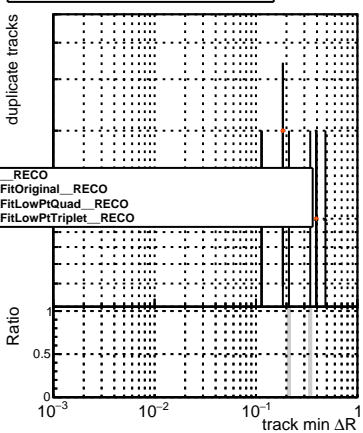 duplicate tracks
__RECO
FitOriginal__RECO
FitLowPtQuad__RECO
FitLowPtTriplet__RECO
Ratio
1
0.5
0
10⁻³ 10⁻² 10⁻¹ 1
track min ΔR